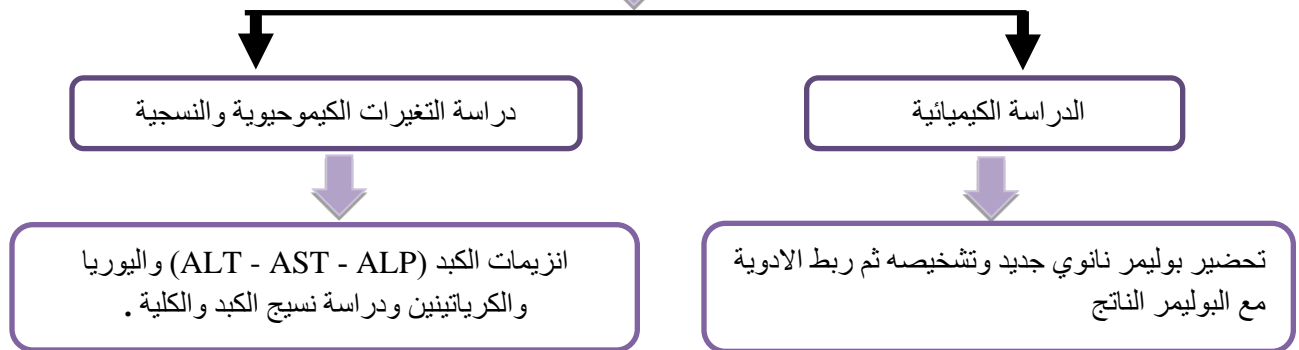 الدراسة الكيميائية
دراسة التغيرات الكيموحيوية والنسجية
تحضير بوليمر نانوي جديد وتشخيصه ثم ربط الادوية
مع البوليمر الناتج
انزيمات الكبد (ALT - AST - ALP) واليوريا
والكرياتينين ودراسة نسيج الكبد والكلية .